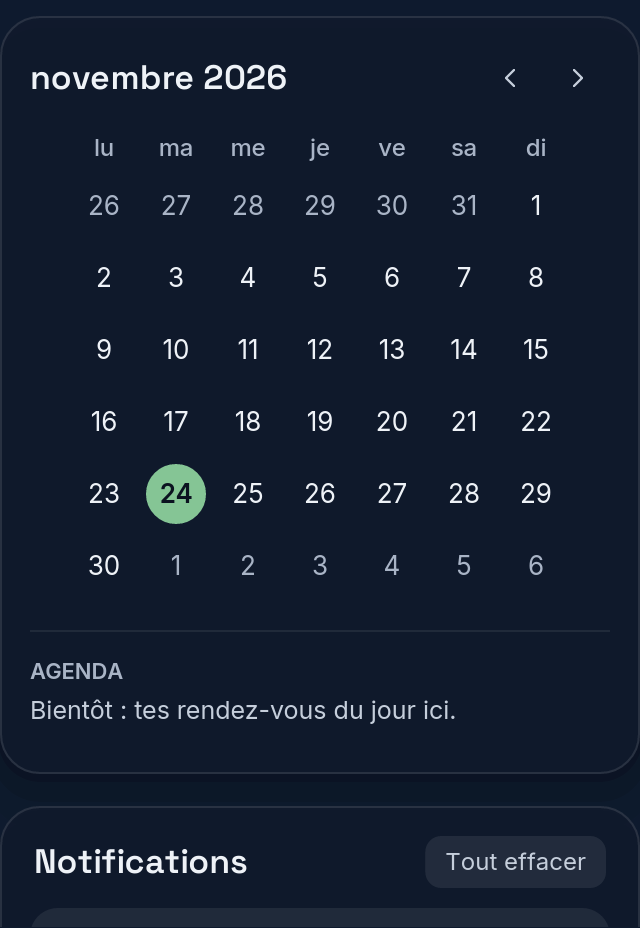 novembre 2026
lu ma me je ve sa di
26 27 28 29 30 31 1
2 3 4 5 6 7 8
9 10 11 12 13 14 15
16 17 18 19 20 21 22
23 24 25 26 27 28 29
30 1 2 3 4 5 6
AGENDA
Bientôt : tes rendez-vous du jour ici.
Notifications Tout effacer